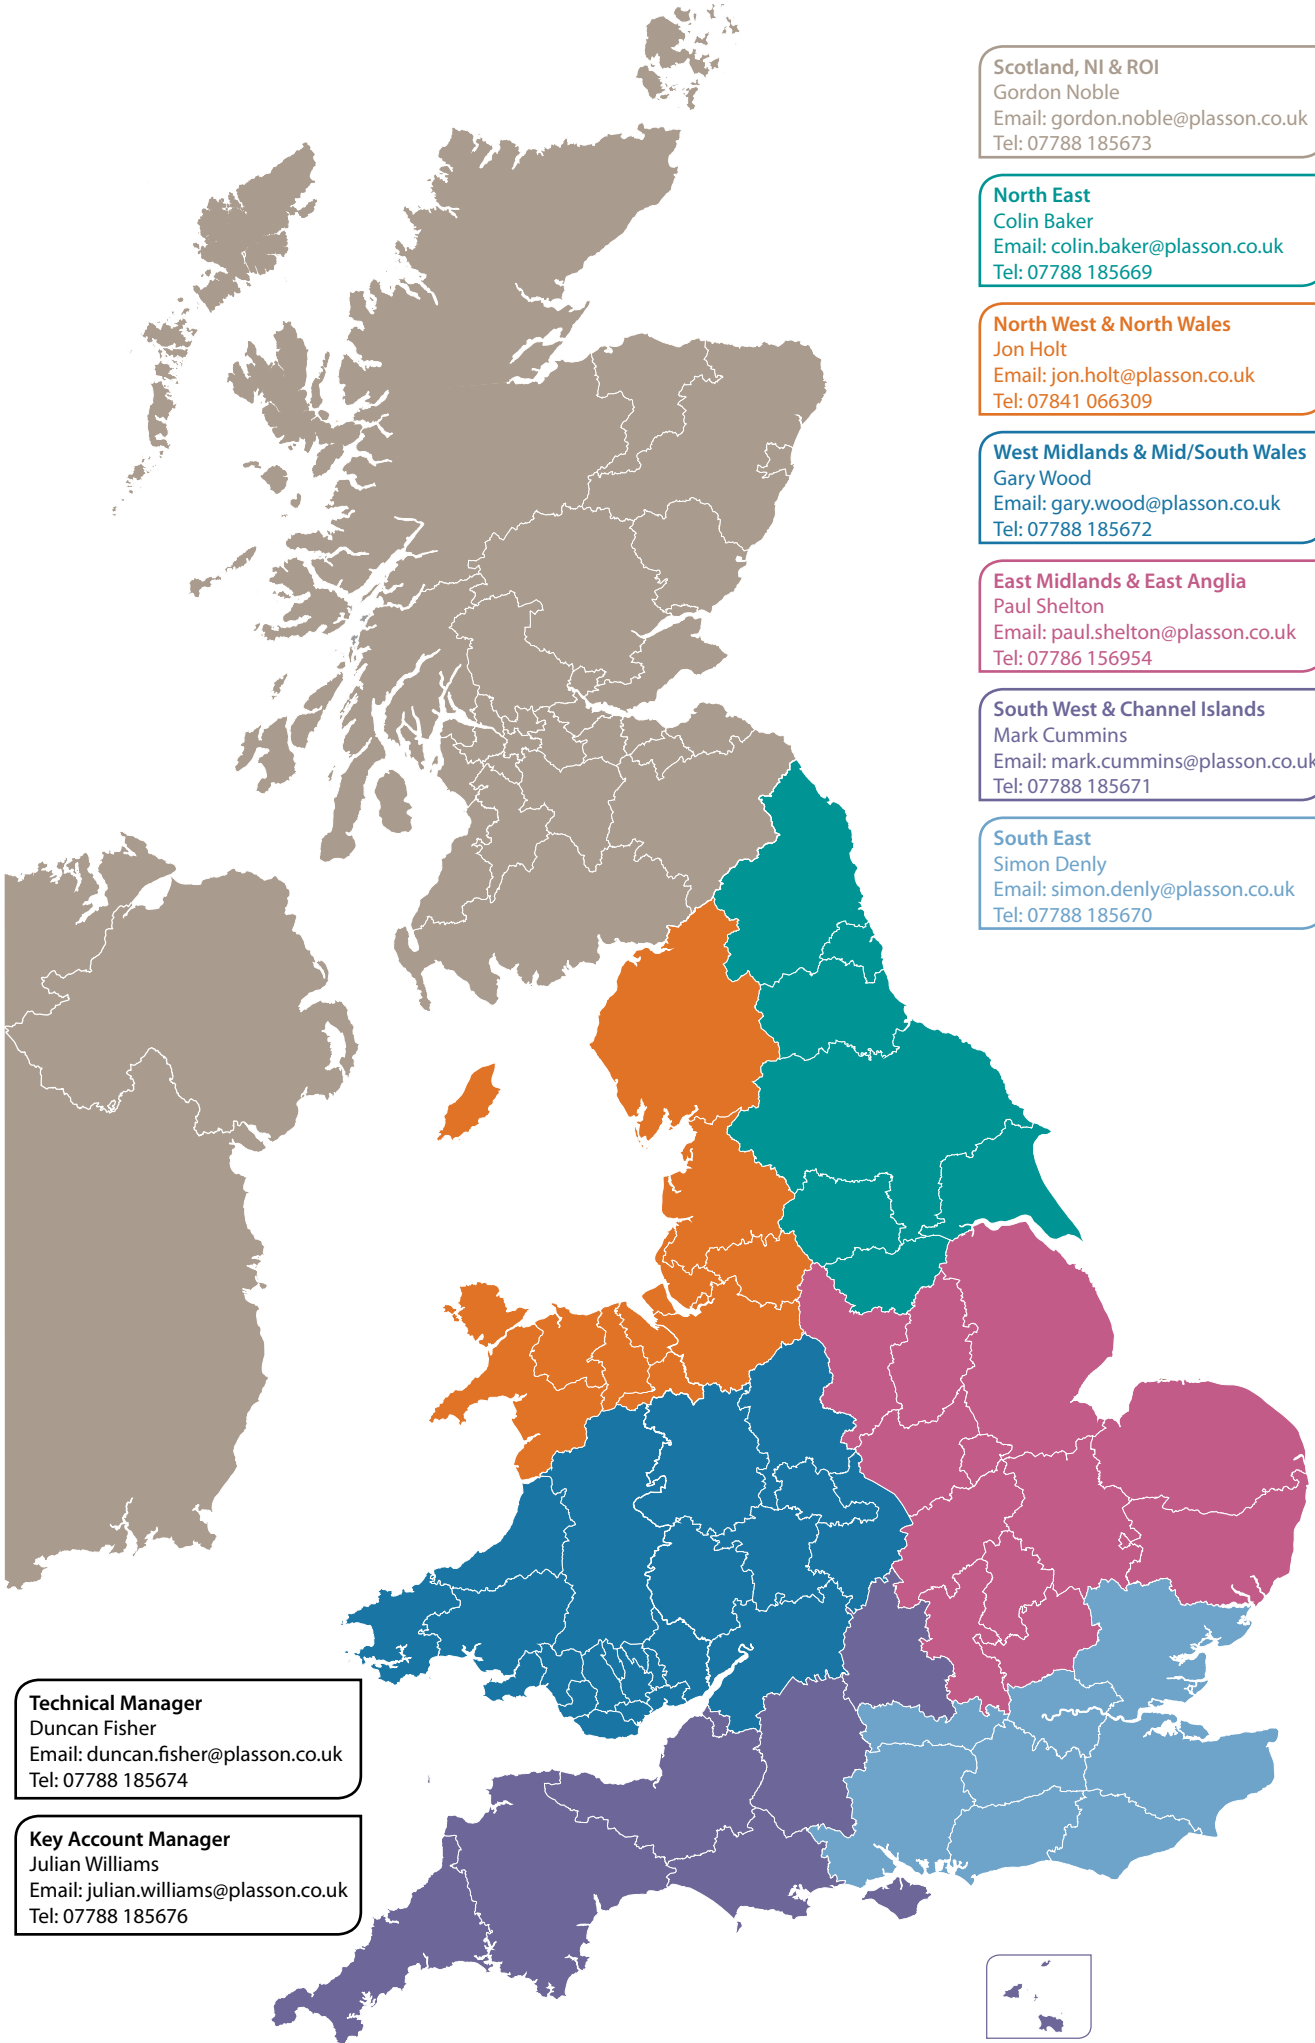 Scotland, NI & ROI
Gordon Noble
Email: gordon.noble@plasson.co.uk
Tel: 07788 185673
North East
Colin Baker
Email: colin.baker@plasson.co.uk
Tel: 07788 185669
North West & North Wales
Jon Holt
Email: jon.holt@plasson.co.uk
Tel: 07841 066309
West Midlands & Mid/South Wales
Gary Wood
Email: gary.wood@plasson.co.uk
Tel: 07788 185672
East Midlands & East Anglia
Paul Shelton
Email: paul.shelton@plasson.co.uk
Tel: 07786 156954
South West & Channel Islands
Mark Cummins
Email: mark.cummins@plasson.co.uk
Tel: 07788 185671
South East
Simon Denly
Email: simon.denly@plasson.co.uk
Tel: 07788 185670
Technical Manager
Duncan Fisher
Email: duncan.fisher@plasson.co.uk
Tel: 07788 185674
Key Account Manager
Julian Williams
Email: julian.williams@plasson.co.uk
Tel: 07788 185676